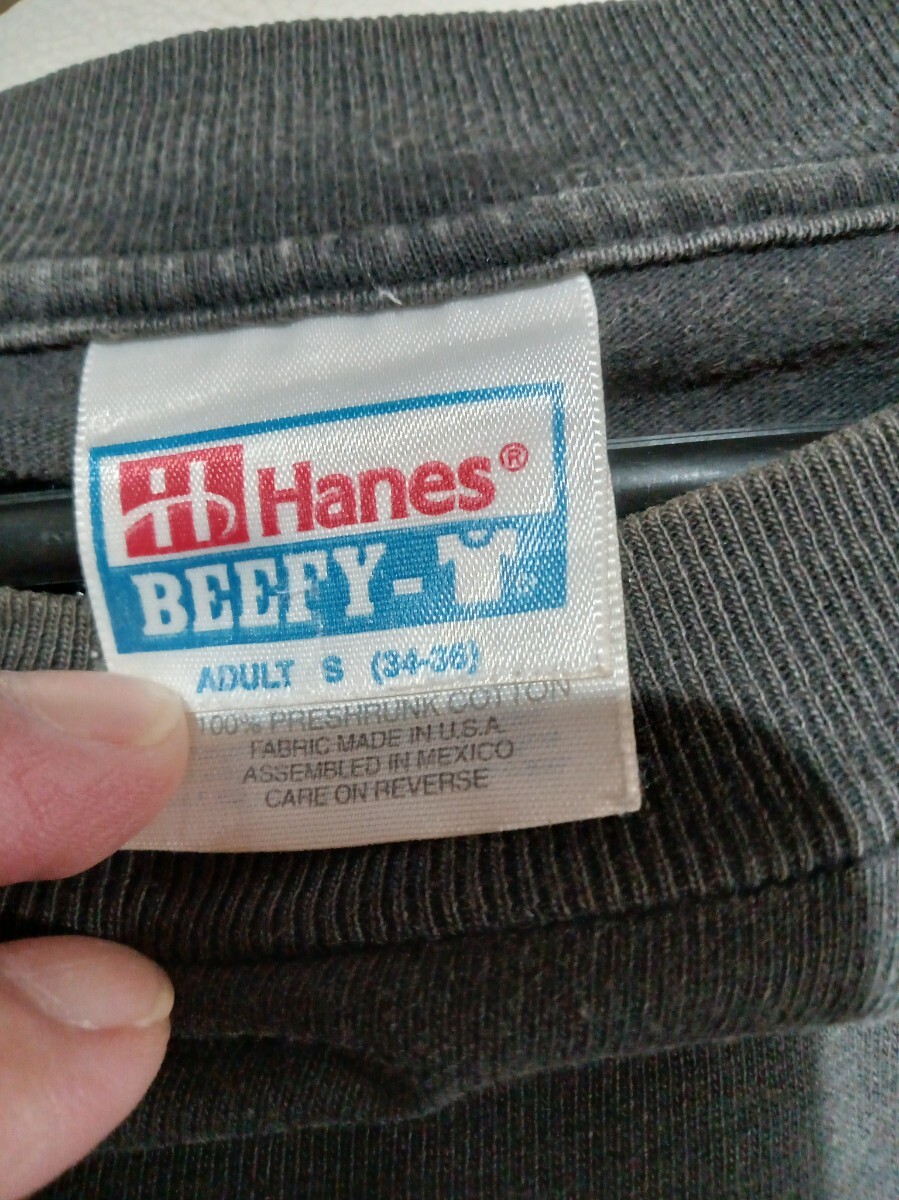 Hanes®
BEEFY-T®
ADULT S (34-36)
100% PRESHRUNK COTTON
FABRIC MADE IN U.S.A.
ASSEMBLED IN MEXICO
CARE ON REVERSE